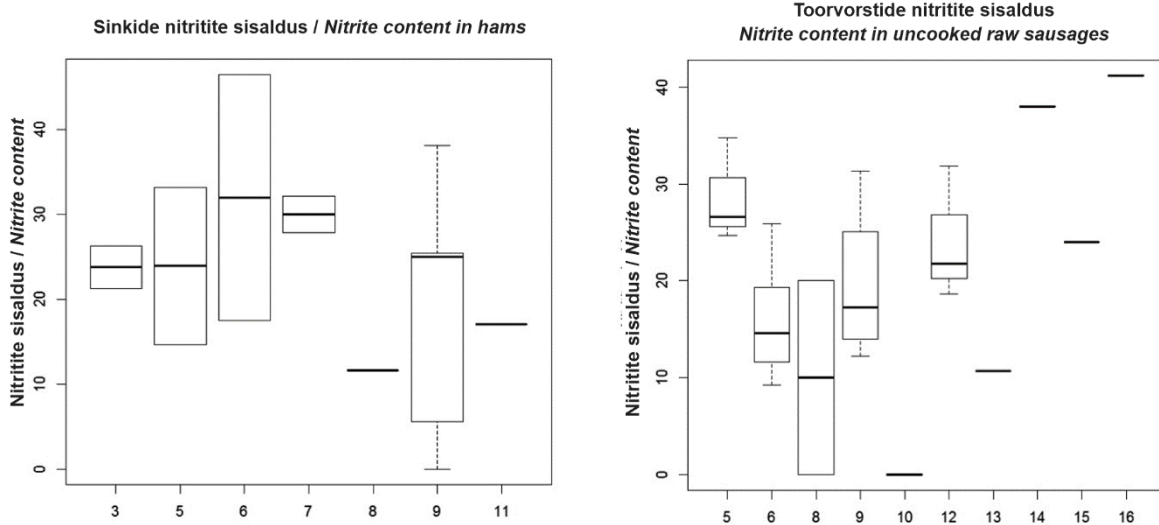 Sinkide nitritite sisaldus / Nitrite content in hams
Nitritite sisaldus / Nitrite content
40
30
20
10
0
3 5 6 7 8 9 11
Toorvorstide nitritite sisaldus
Nitrite content in uncooked raw sausages
Nitritite sisaldus / Nitrite content
40
30
20
10
0
5 6 8 9 10 12 13 14 15 16